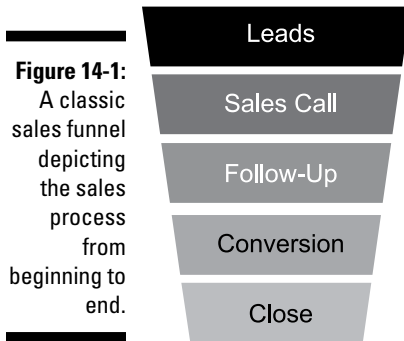 Figure 14-1:
A classic
sales funnel
depicting
the sales
process
from
beginning to
end.
Leads
Sales Call
Follow-Up
Conversion
Close